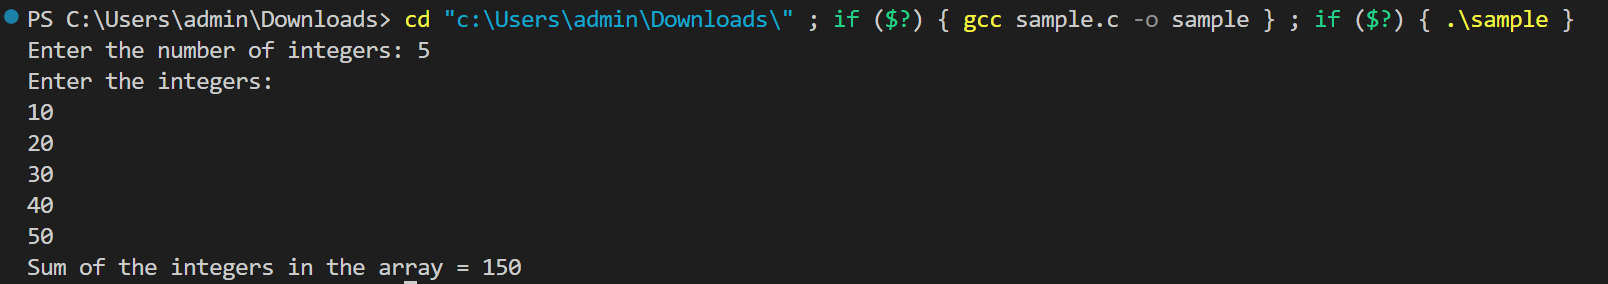 PS C:\Users\admin\Downloads> cd "c:\Users\admin\Downloads\" ; if ($?) { gcc sample.c -o sample } ; if ($?) { .\sample }
Enter the number of integers: 5
Enter the integers:
10
20
30
40
50
Sum of the integers in the array = 150